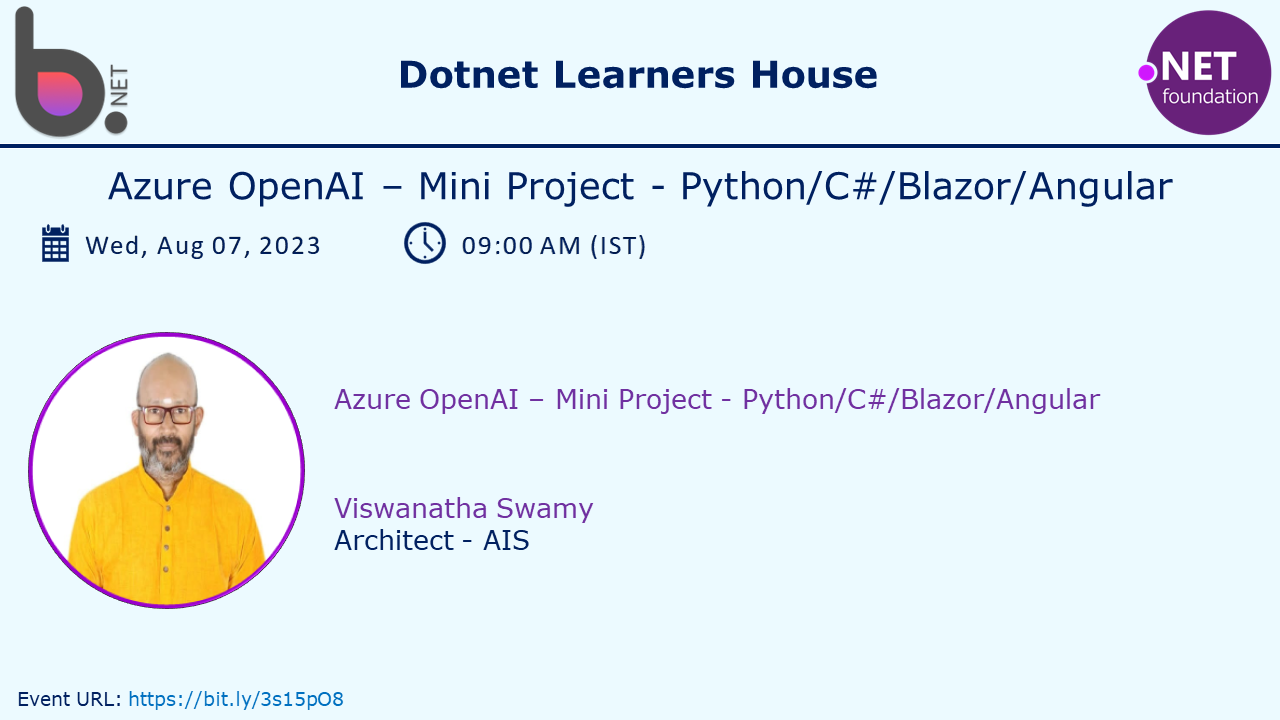 .NET
Dotnet Learners House
.NET
foundation
Azure OpenAI – Mini Project - Python/C#/Blazor/Angular
Wed, Aug 07, 2023
09:00 AM (IST)
Azure OpenAI – Mini Project - Python/C#/Blazor/Angular
Viswanatha Swamy
Architect - AIS
Event URL: https://bit.ly/3s15pO8